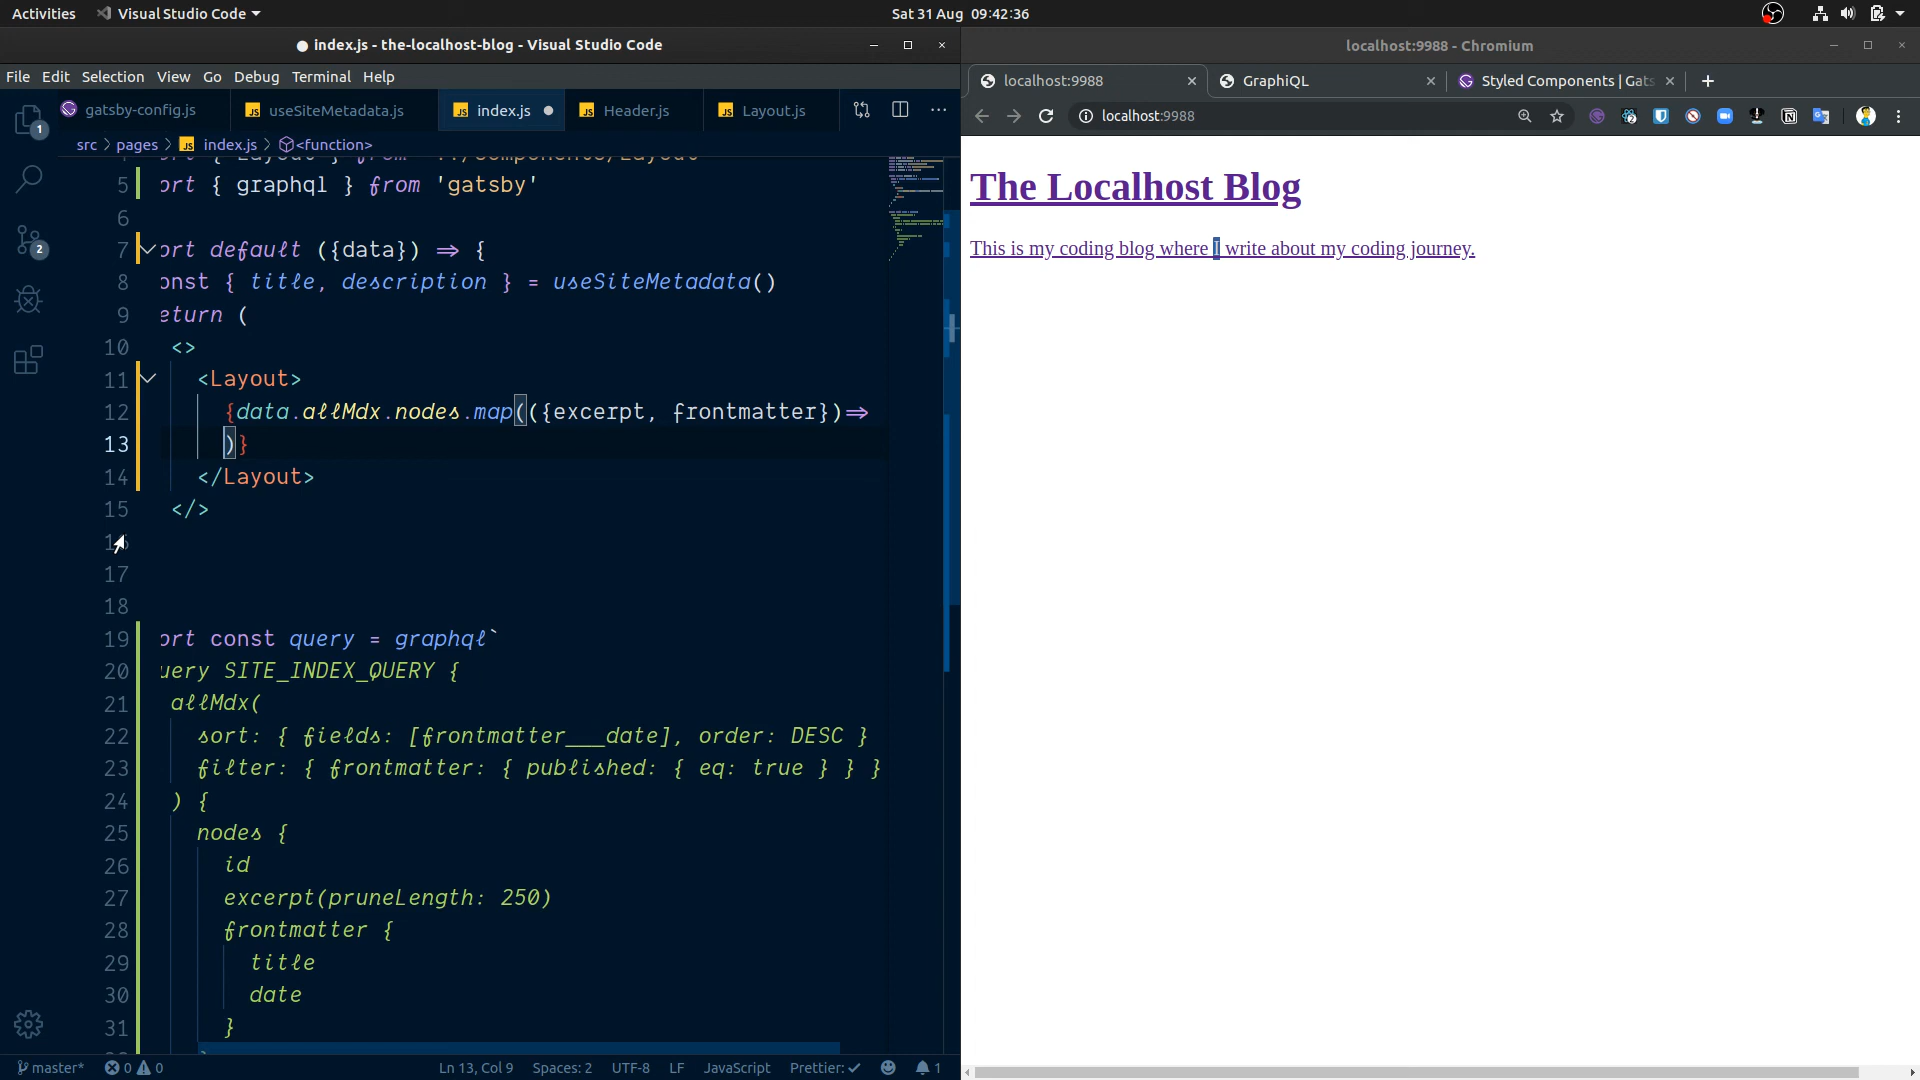 Activities
Visual Studio Code
Sat 31 Aug 09:42:36
index.js - the-localhost-blog - Visual Studio Code
File Edit Selection View Go Debug Terminal Help
gatsby-config.js
useSiteMetadata.js
index.js
Header.js
Layout.js
src > pages > index.js > <function>
5 ort { graphql } from 'gatsby'
6
7 ort default ({data}) => {
8 onst { title, description } = useSiteMetadata()
9 eturn (
10 <>
11 <Layout>
12 {data.allMdx.nodes.map(({excerpt, frontmatter})=>
13 )}
14 </Layout>
15 </>
16
17
18
19 ort const query = graphql`
20 uery SITE_INDEX_QUERY {
21 allMdx(
22 sort: { fields: [frontmatter___date], order: DESC }
23 filter: { frontmatter: { published: { eq: true } } }
24 ) {
25 nodes {
26 id
27 excerpt(pruneLength: 250)
28 frontmatter {
29 title
30 date
31 }
1
2
master*
0 0
Ln 13, Col 9
Spaces: 2
UTF-8
LF
JavaScript
Prettier: ✓
1
localhost:9988 - Chromium
localhost:9988
GraphiQL
Styled Components | Gats
localhost:9988
The Localhost Blog
This is my coding blog where I write about my coding journey.